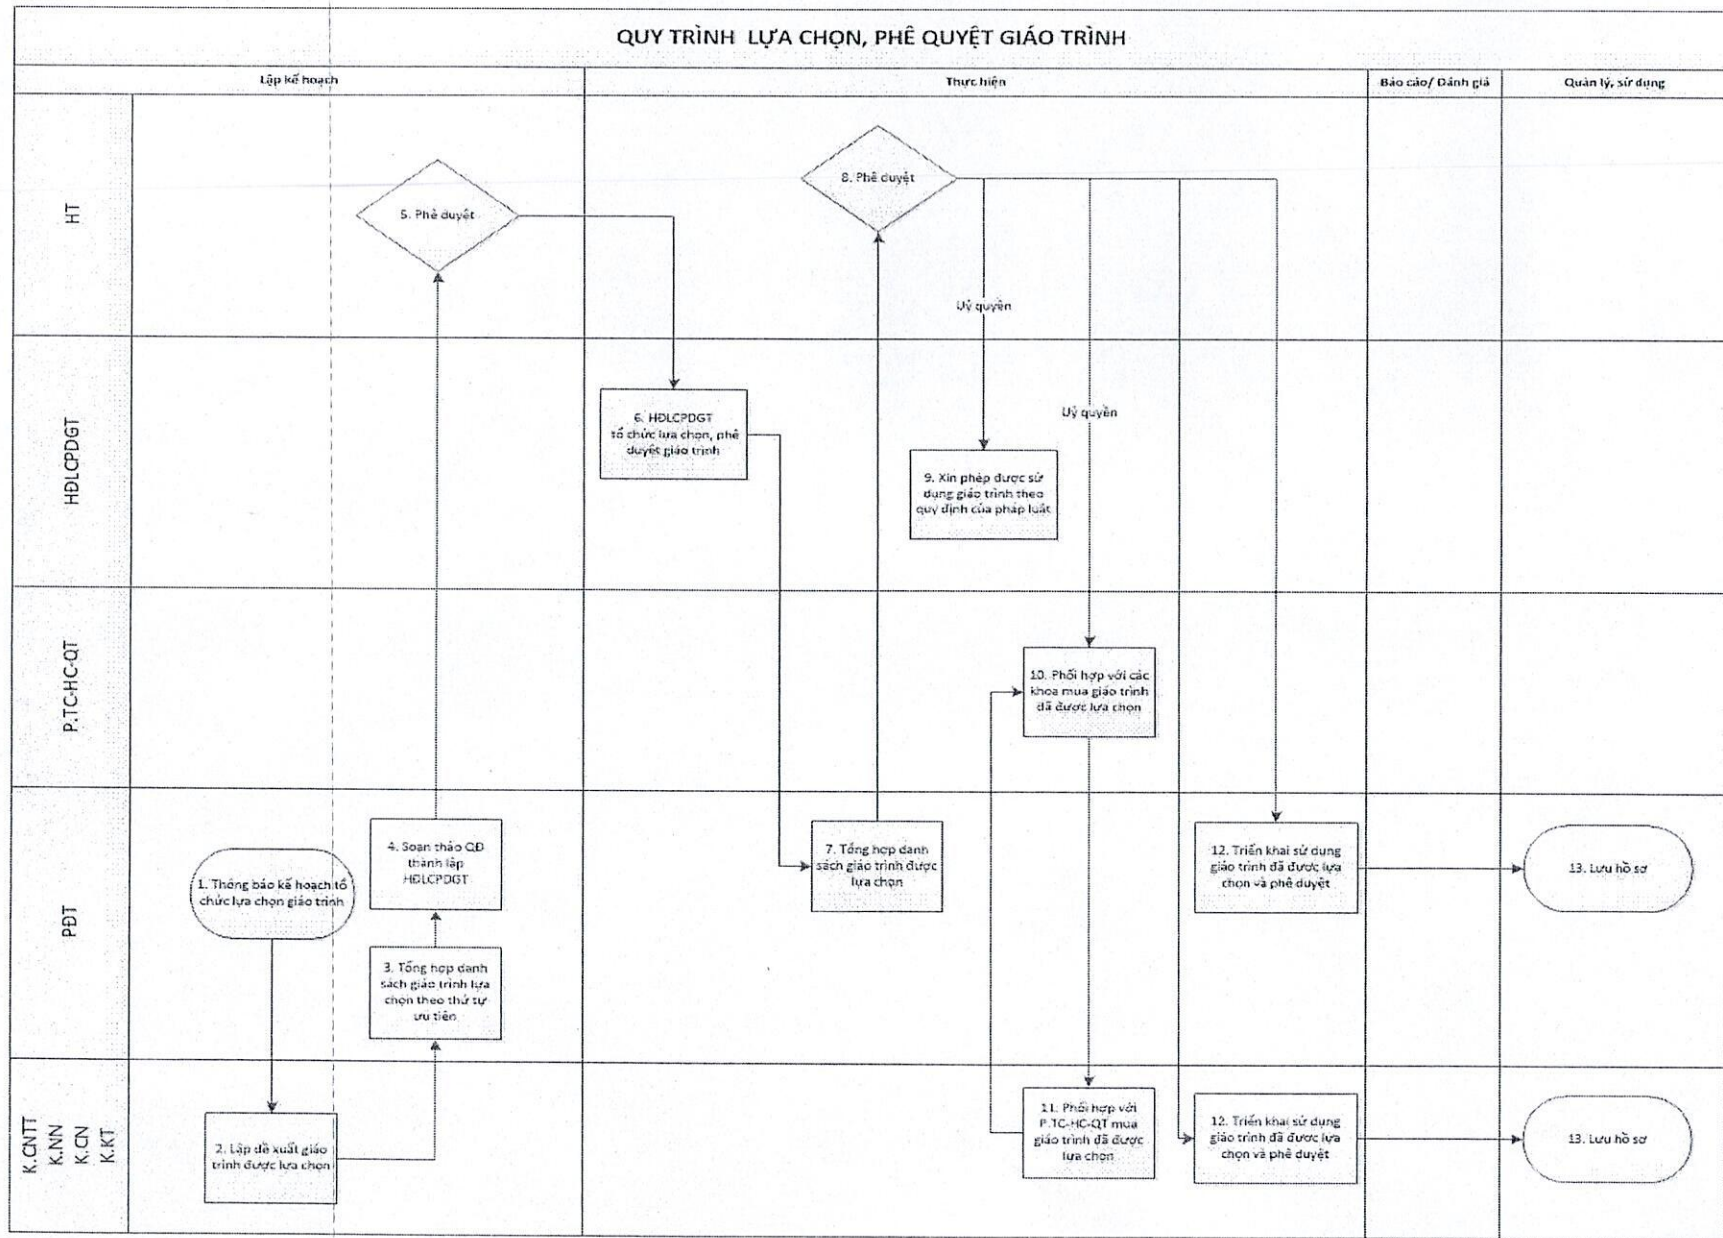 QUY TRÌNH LỰA CHỌN, PHÊ QUYỆT GIÁO TRÌNH
Lập kế hoạch
Thực hiện
Báo cáo/ Đánh giá
Quản lý, sử dụng
HT
5. Phê duyệt
8. Phê duyệt
Uỷ quyền
Uỷ quyền
HĐLCPDGT
6. HĐLCPDGT
tổ chức lựa chọn, phê
duyệt giáo trình
9. Xin phép được sử
dụng giáo trình theo
quy định của pháp luật
P.TC-HC-QT
10. Phối hợp với các
khoa mua giáo trình
đã được lựa chọn
PĐT
1. Thông báo kế hoạch tổ
chức lựa chọn giáo trình
4. Soạn thảo QĐ
thành lập
HĐLCPDGT
3. Tổng hợp danh
sách giáo trình lựa
chọn theo thứ tự
ưu tiên
7. Tổng hợp danh
sách giáo trình được
lựa chọn
12. Triển khai sử dụng
giáo trình đã được lựa
chọn và phê duyệt
13. Lưu hồ sơ
K.CNTT
K.NN
K.CN
K.KT
2. Lập đề xuất giáo
trình được lựa chọn
11. Phối hợp với
P.TC-HC-QT mua
giáo trình đã được
lựa chọn
12. Triển khai sử dụng
giáo trình đã được lựa
chọn và phê duyệt
13. Lưu hồ sơ